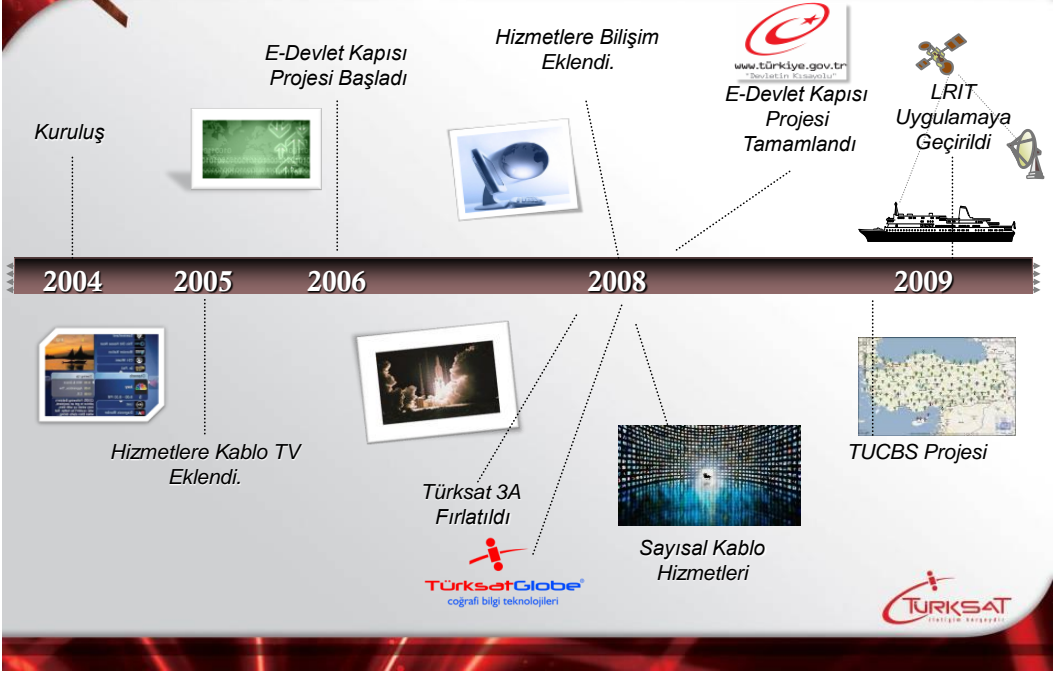 Kuruluş
E-Devlet Kapısı
Projesi Başladı
Hizmetlere Bilişim
Eklendi.
www.türkiye.gov.tr
"Devletin Kısayolu"
E-Devlet Kapısı
Projesi
Tamamlandı
LRIT
Uygulamaya
Geçirildi
2004
2005
2006
2008
2009
Hizmetlere Kablo TV
Eklendi.
Türksat 3A
Fırlatıldı
TürksatGlobe®
coğrafi bilgi teknolojileri
Sayısal Kablo
Hizmetleri
TUCBS Projesi
TURKSAT
iletişim herşeydir